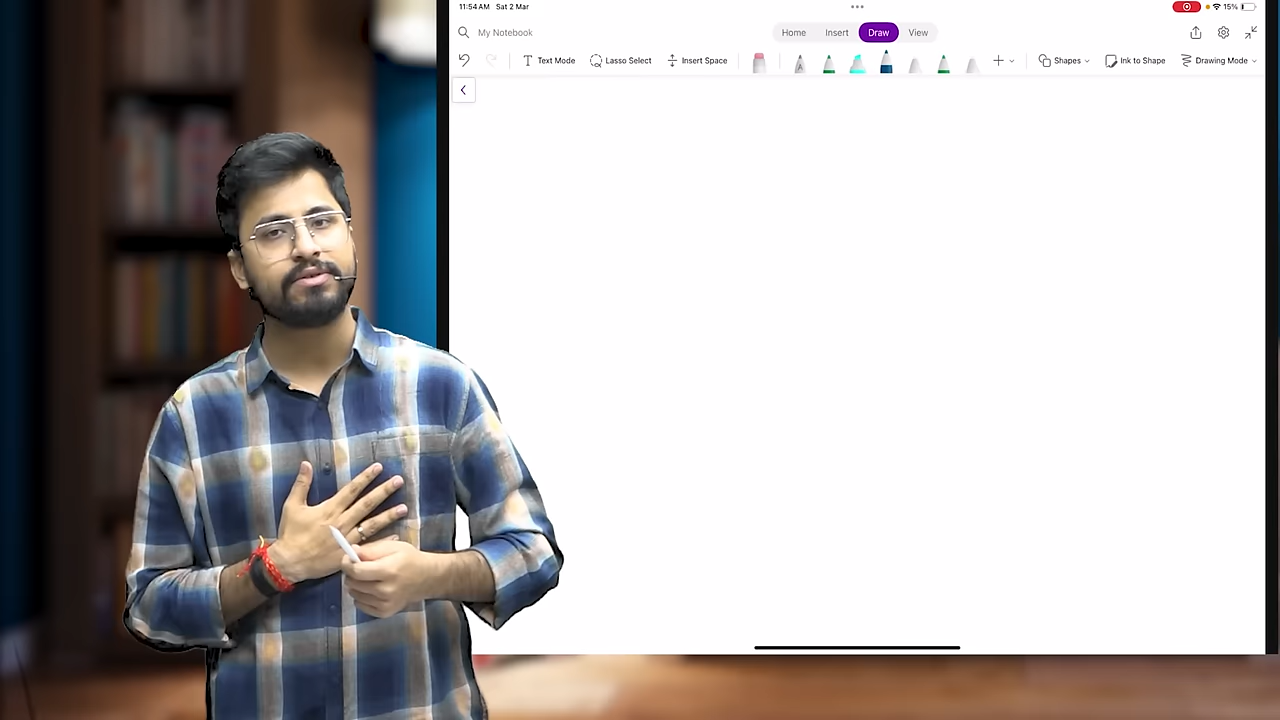 11:54 AM Sat 2 Mar
15%
My Notebook
Home Insert Draw View
Text Mode Lasso Select Insert Space Shapes Ink to Shape Drawing Mode